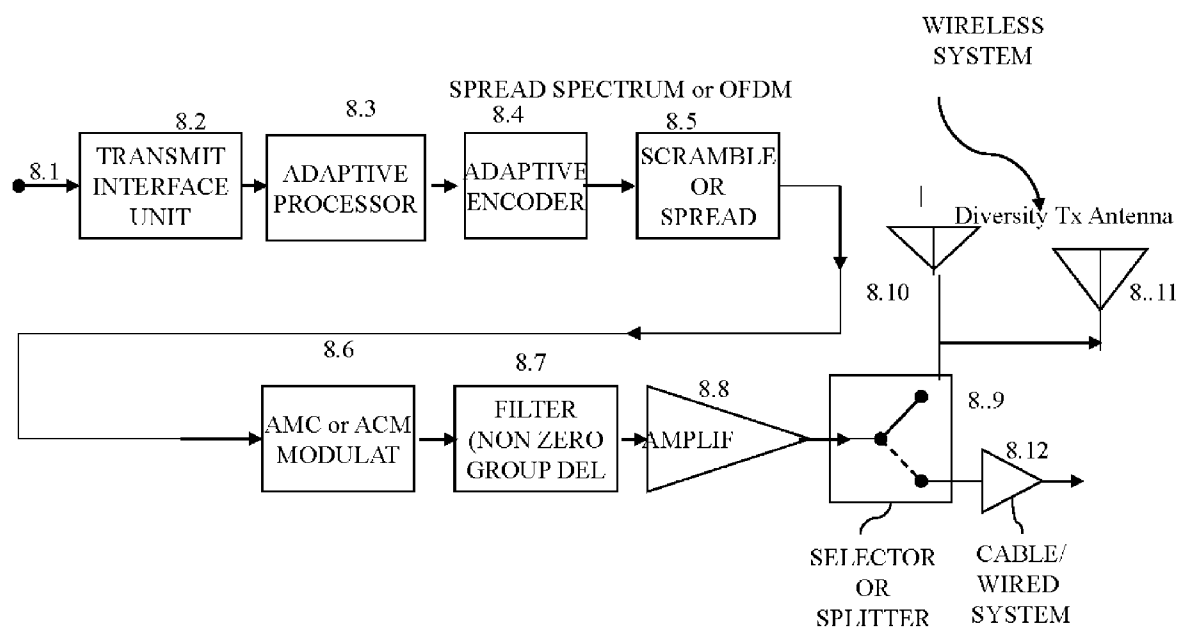 WIRELESS
SYSTEM
SPREAD SPECTRUM or OFDM
8.1
8.2
8.3
8.4
8.5
TRANSMIT
INTERFACE
UNIT
ADAPTIVE
PROCESSOR
ADAPTIVE
ENCODER
SCRAMBLE
OR
SPREAD
Diversity Tx Antenna
8.10
8..11
8.6
8.7
8.8
8..9
AMC or ACM
MODULAT
FILTER
(NON ZERO
GROUP DEL
AMPLIF
8.12
SELECTOR
OR
SPLITTER
CABLE/
WIRED
SYSTEM